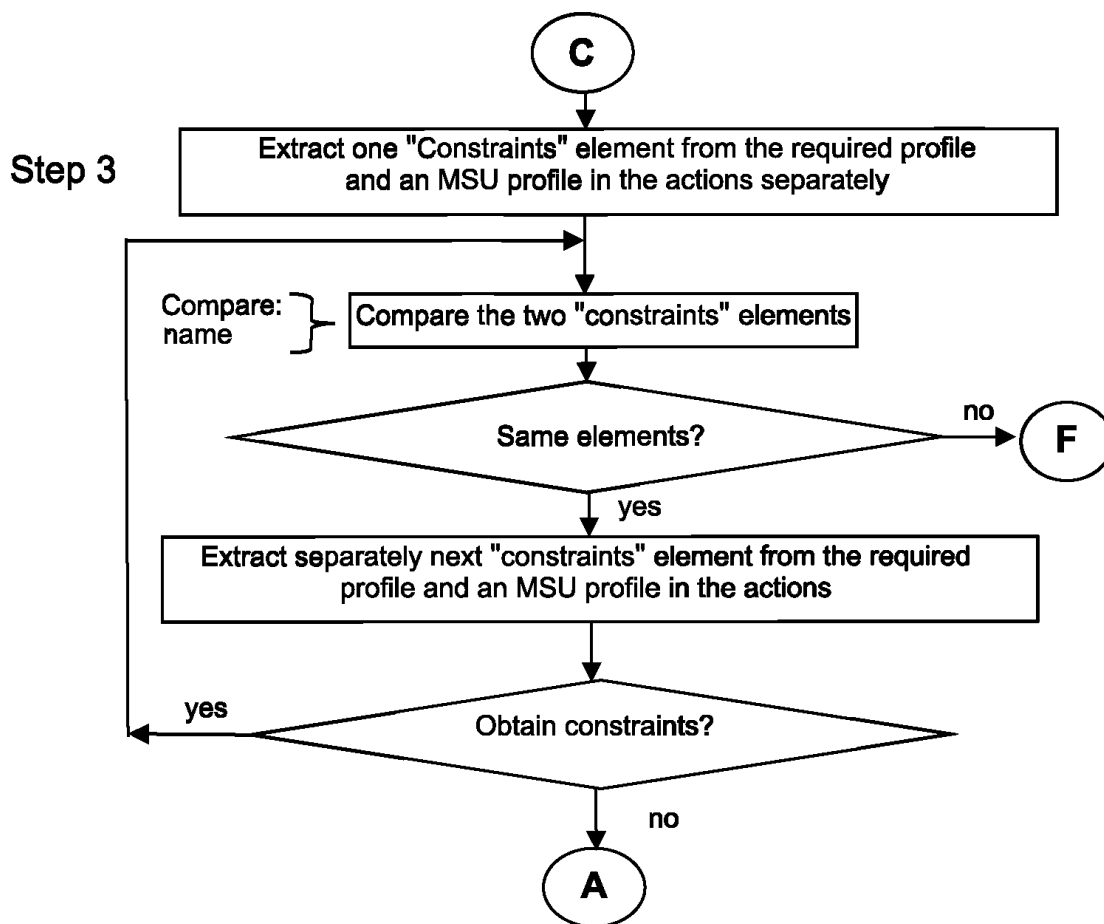 C
Step 3
Extract one "Constraints" element from the required profile
and an MSU profile in the actions separately
Compare:
name
Compare the two "constraints" elements
Same elements?
no
F
yes
Extract separately next "constraints" element from the required
profile and an MSU profile in the actions
yes
Obtain constraints?
no
A